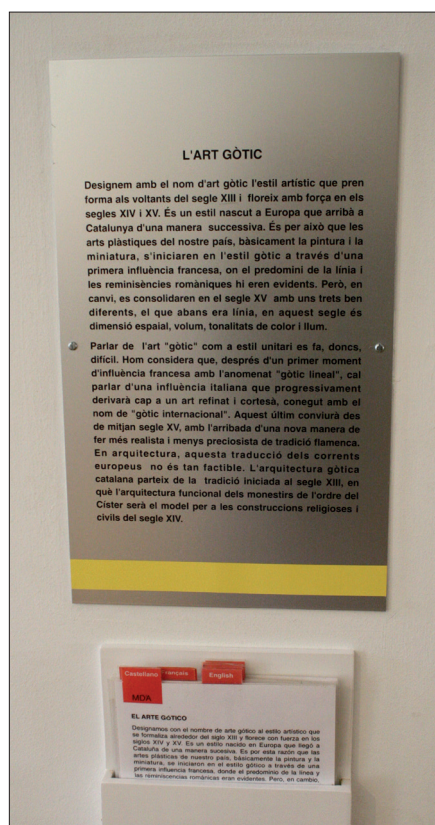 L'ART GÒTIC
Designem amb el nom d'art gòtic l'estil artístic que pren
forma als voltants del segle XIII i floreix amb força en els
segles XIV i XV. És un estil nascut a Europa que arribà a
Catalunya d'una manera successiva. És per això que les
arts plàstiques del nostre país, bàsicament la pintura i la
miniatura, s'iniciaren en l'estil gòtic a través d'una
primera influència francesa, on el predomini de la línia i
les reminisències romàniques hi eren evidents. Però, en
canvi, es consolidaren en el segle XV amb uns trets ben
diferents, el que abans era línia, en aquest segle és
dimensió espaial, volum, tonalitats de color i llum.
Parlar de l'art "gòtic" com a estil unitari es fa, doncs,
difícil. Hom considera que, després d'un primer moment
d'influència francesa amb l'anomenat "gòtic lineal", cal
parlar d'una influència italiana que progressivament
derivarà cap a un art refinat i cortesà, conegut amb el
nom de "gòtic internacional". Aquest últim conviurà des
de mitjan segle XV, amb l'arribada d'una nova manera de
fer més realista i menys preciosista de tradició flamenca.
En arquitectura, aquesta traducció dels corrents
europeus no és tan factible. L'arquitectura gòtica
catalana parteix de la tradició iniciada al segle XIII, en
què l'arquitectura funcional dels monestirs de l'ordre del
Císter serà el model per a les construccions religioses i
civils del segle XIV.
Castellano Français English
MD'A
EL ARTE GÓTICO
Designamos con el nombre de arte gótico al estilo artístico que
se formaliza alrededor del siglo XIII y florece con fuerza en los
siglos XIV y XV. Es un estilo nacido en Europa que llegó a
Cataluña de una manera sucesiva. Es por esta razón que las
artes plásticas de nuestro país, básicamente la pintura y la
miniatura, se iniciaron en el estilo gótico a través de una
primera influencia francesa, donde el predominio de la línea y
las reminiscencias románicas eran evidentes. Pero, en cambio,